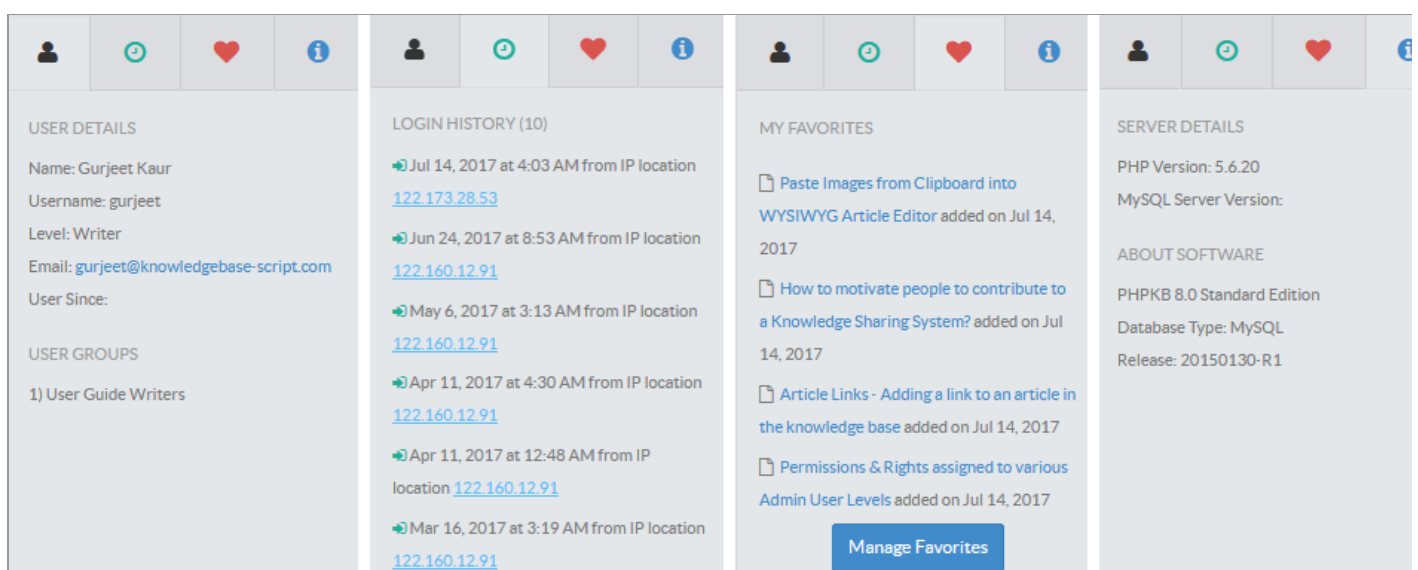 USER DETAILS
Name: Gurjeet Kaur
Username: gurjeet
Level: Writer
Email: gurjeet@knowledgebase-script.com
User Since:
USER GROUPS
1) User Guide Writers
LOGIN HISTORY (10)
Jul 14, 2017 at 4:03 AM from IP location
122.173.28.53
Jun 24, 2017 at 8:53 AM from IP location
122.160.12.91
May 6, 2017 at 3:13 AM from IP location
122.160.12.91
Apr 11, 2017 at 4:30 AM from IP location
122.160.12.91
Apr 11, 2017 at 12:48 AM from IP
location 122.160.12.91
Mar 16, 2017 at 3:19 AM from IP location
122.160.12.91
MY FAVORITES
Paste Images from Clipboard into
WYSIWYG Article Editor added on Jul 14,
2017
How to motivate people to contribute to
a Knowledge Sharing System? added on Jul
14, 2017
Article Links - Adding a link to an article in
the knowledge base added on Jul 14, 2017
Permissions & Rights assigned to various
Admin User Levels added on Jul 14, 2017
Manage Favorites
SERVER DETAILS
PHP Version: 5.6.20
MySQL Server Version:
ABOUT SOFTWARE
PHPKB 8.0 Standard Edition
Database Type: MySQL
Release: 20150130-R1